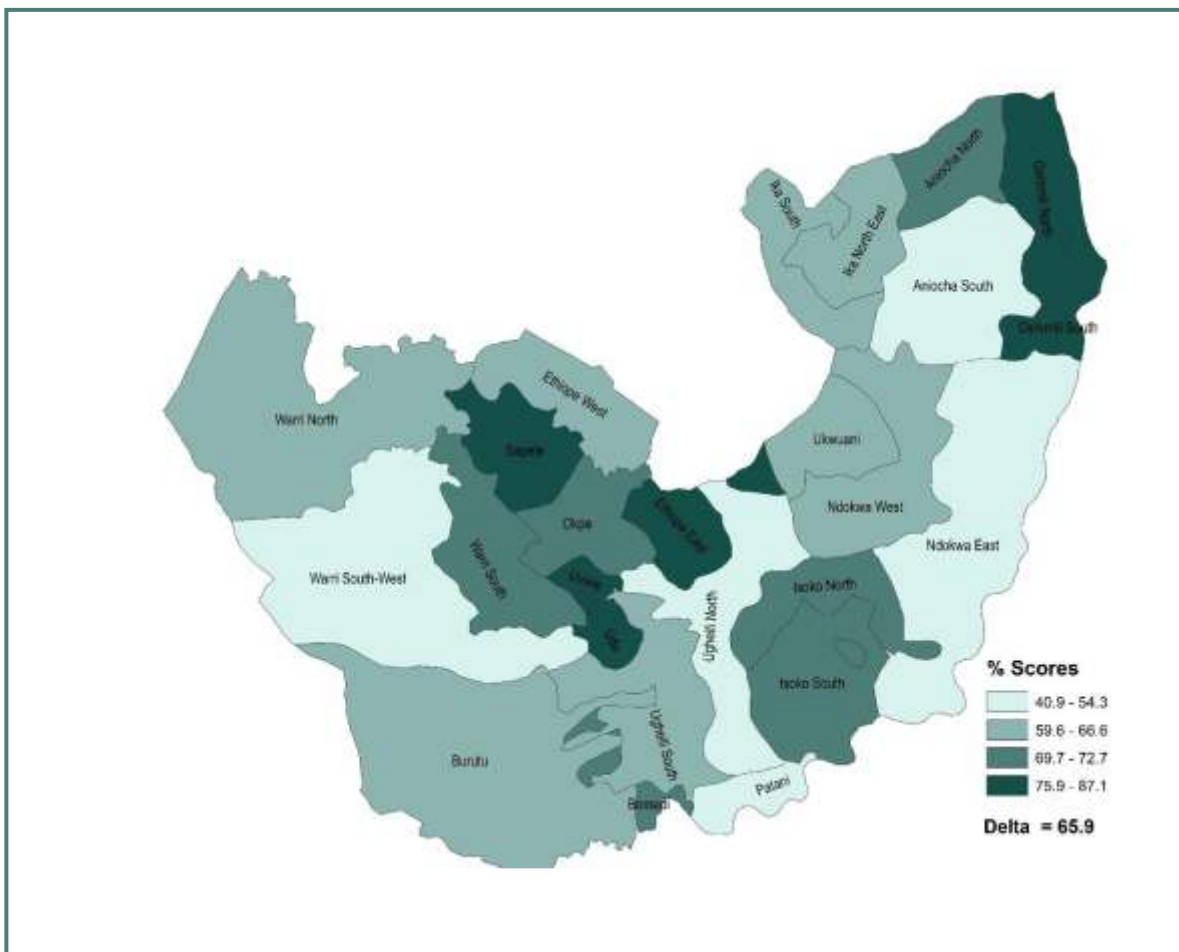 Aniocha North
Oshimili North
Ika South
Ika North East
Aniocha South
Oshimili South
Ethiope West
Warri North
Ukwuani
Sapele
Ndokwa West
Ethiope East
Okpe
Ndokwa East
Warri South
Warri South-West
Uvwie
Isoko North
Udu
Ughelli North
Isoko South
Ughelli South
Burutu
Patani
Bomadi
% Scores
40.9 - 54.3
59.6 - 66.6
69.7 - 72.7
75.9 - 87.1
Delta = 65.9